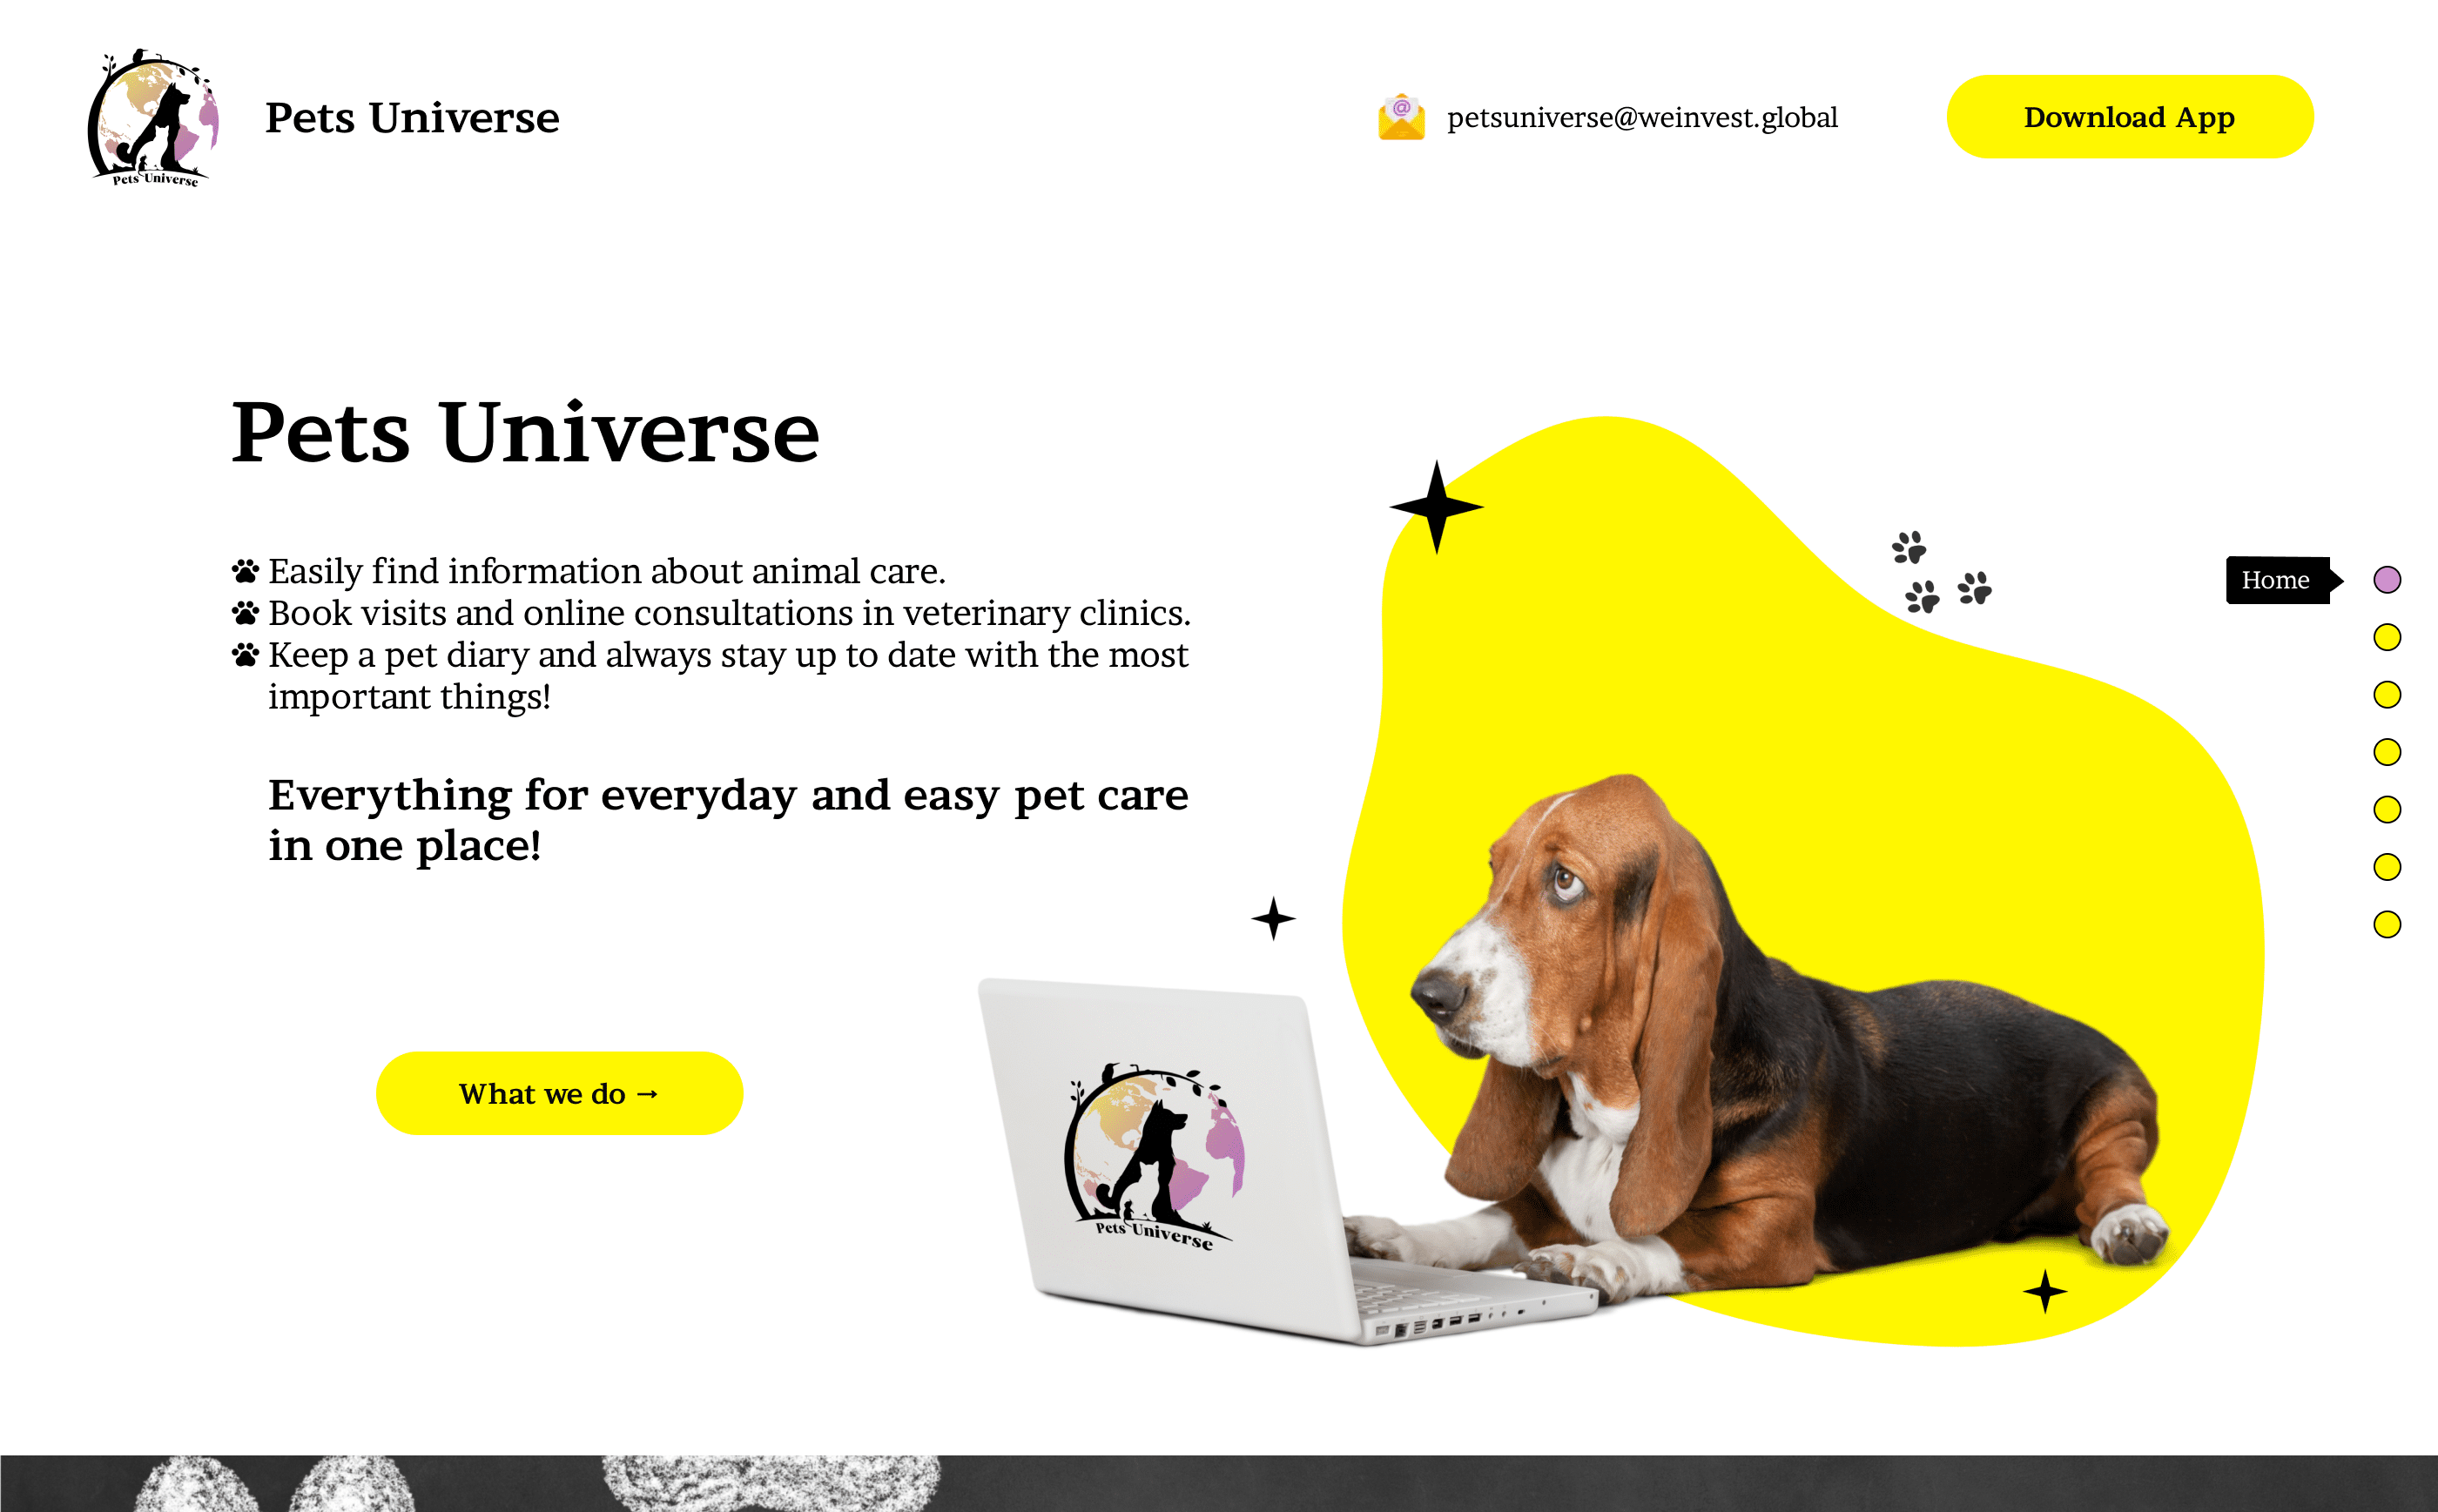 Pets Universe
Pets Universe
@
petsuniverse@weinvest.global
Download App
Pets Universe
Easily find information about animal care.
Book visits and online consultations in veterinary clinics.
Keep a pet diary and always stay up to date with the most
important things!
Home
Everything for everyday and easy pet care
in one place!
What we do →
Pets Universe